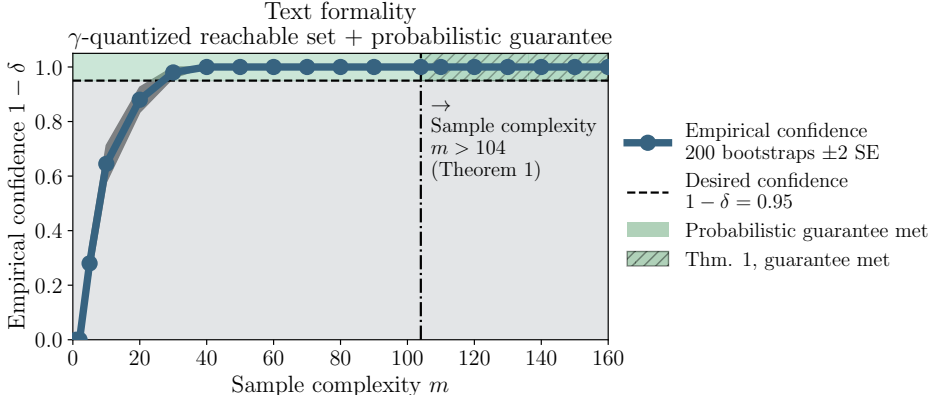 Text formality
γ-quantized reachable set + probabilistic guarantee
Empirical confidence 1 − δ
1.0
0.8
0.6
0.4
0.2
0.0
→
Sample complexity
m > 104
(Theorem 1)
0 20 40 60 80 100 120 140 160
Sample complexity m
Empirical confidence
200 bootstraps ±2 SE
Desired confidence
1 − δ = 0.95
Probabilistic guarantee met
Thm. 1, guarantee met